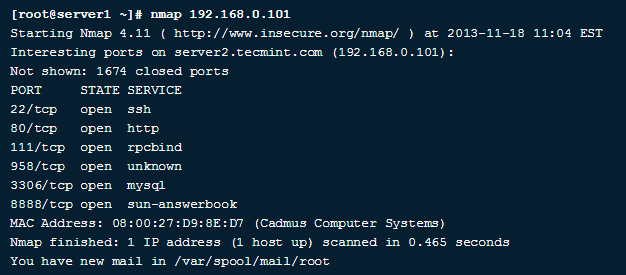 [root@server1 ~]# nmap 192.168.0.101
Starting Nmap 4.11 ( http://www.insecure.org/nmap/ ) at 2013-11-18 11:04 EST
Interesting ports on server2.tecmint.com (192.168.0.101):
Not shown: 1674 closed ports
PORT     STATE SERVICE
22/tcp   open  ssh
80/tcp   open  http
111/tcp  open  rpcbind
958/tcp  open  unknown
3306/tcp open  mysql
8888/tcp open  sun-answerbook
MAC Address: 08:00:27:D9:8E:D7 (Cadmus Computer Systems)
Nmap finished: 1 IP address (1 host up) scanned in 0.465 seconds
You have new mail in /var/spool/mail/root